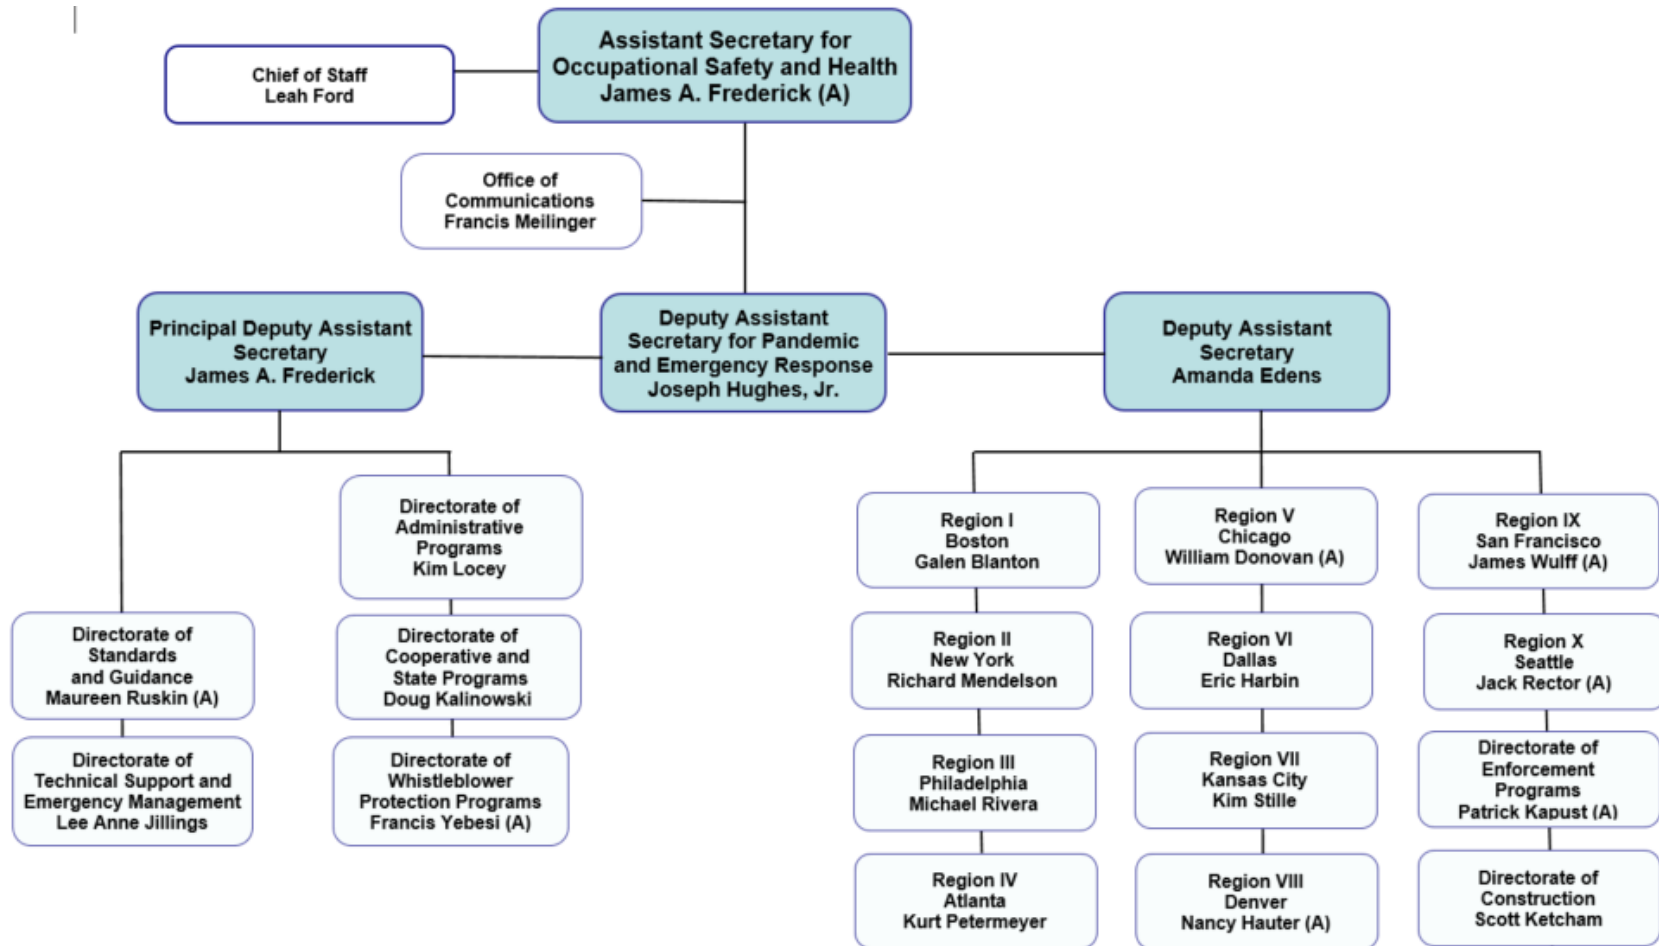 Assistant Secretary for
Occupational Safety and Health
James A. Frederick (A)
Chief of Staff
Leah Ford
Office of
Communications
Francis Meilinger
Principal Deputy Assistant
Secretary
James A. Frederick
Deputy Assistant
Secretary for Pandemic
and Emergency Response
Joseph Hughes, Jr.
Deputy Assistant
Secretary
Amanda Edens
Directorate of
Administrative
Programs
Kim Locey
Directorate of
Standards
and Guidance
Maureen Ruskin (A)
Directorate of
Cooperative and
State Programs
Doug Kalinowski
Directorate of
Technical Support and
Emergency Management
Lee Anne Jillings
Directorate of
Whistleblower
Protection Programs
Francis Yebesi (A)
Region I
Boston
Galen Blanton
Region II
New York
Richard Mendelson
Region III
Philadelphia
Michael Rivera
Region IV
Atlanta
Kurt Petermeyer
Region V
Chicago
William Donovan (A)
Region VI
Dallas
Eric Harbin
Region VII
Kansas City
Kim Stille
Region VIII
Denver
Nancy Hauter (A)
Region IX
San Francisco
James Wulff (A)
Region X
Seattle
Jack Rector (A)
Directorate of
Enforcement
Programs
Patrick Kapust (A)
Directorate of
Construction
Scott Ketcham